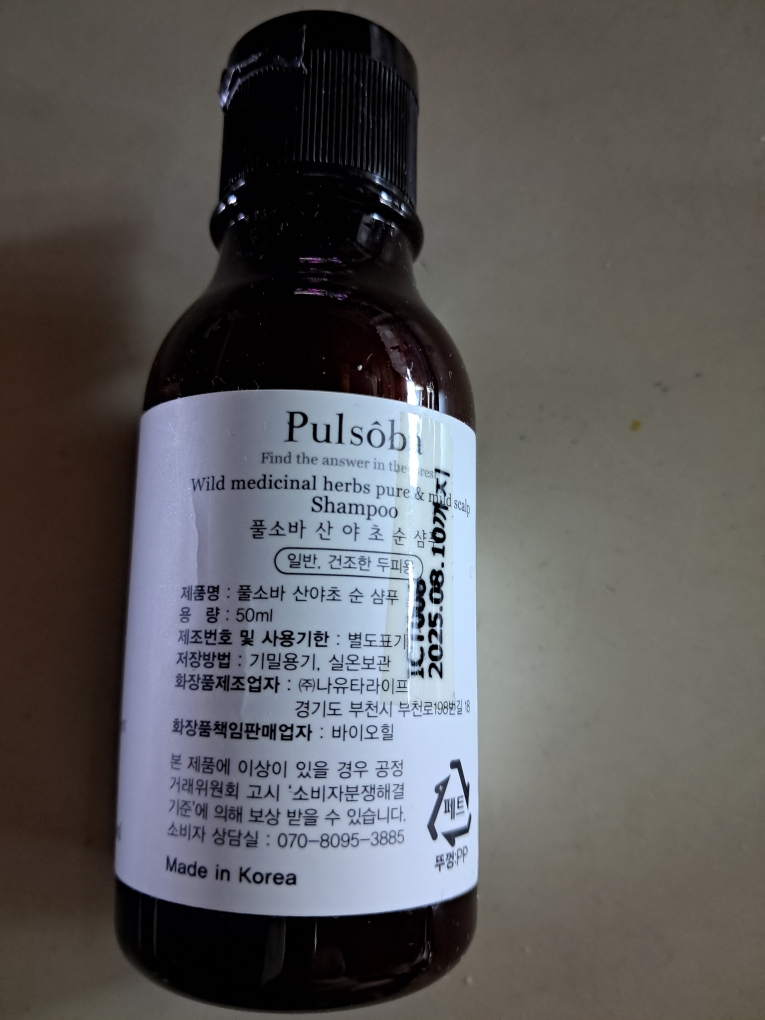 Pulsôba
Find the answer in the forest
Wild medicinal herbs pure & mild scalp
Shampoo
풀소바 산 야 초 순 샴푸
일반, 건조한 두피용
제품명 : 풀소바 산야초 순 샴푸
용 량 : 50ml
제조번호 및 사용기한 : 별도표기
저장방법 : 기밀용기, 실온보관
화장품제조업자 : ㈜나유타라이프
경기도 부천시 부천로198번길 18
화장품책임판매업자 : 바이오힐
본 제품에 이상이 있을 경우 공정
거래위원회 고시 '소비자분쟁해결
기준'에 의해 보상 받을 수 있습니다.
소비자 상담실 : 070-8095-3885
Made in Korea
2025.08.10까지
페트
뚜껑:PP